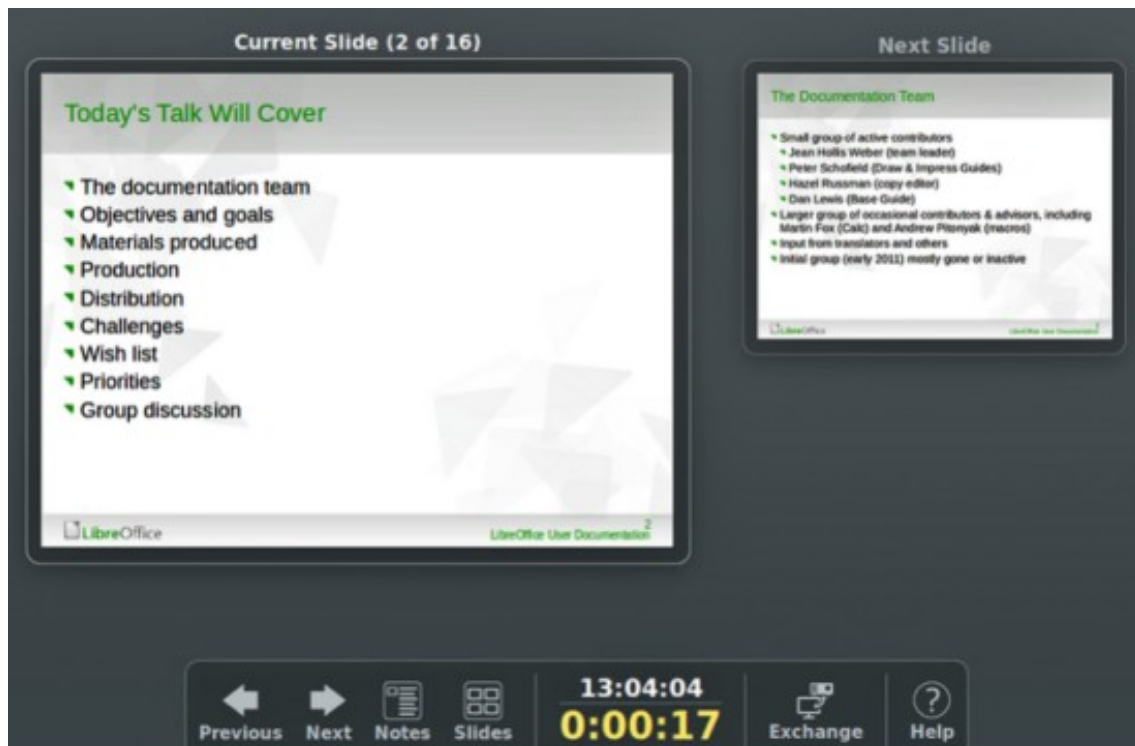 Current Slide (2 of 16)
Today's Talk Will Cover
The documentation team
Objectives and goals
Materials produced
Production
Distribution
Challenges
Wish list
Priorities
Group discussion
LibreOffice
LibreOffice User Documentation
2
Next Slide
The Documentation Team
Small group of active contributors
Jean Hollis Weber (team leader)
Peter Schofield (Draw & Impress Guides)
Hazel Russman (copy editor)
Dan Lewis (Base Guide)
Larger group of occasional contributors & advisors, including
Martin Fox (Calc) and Andrew Pitonyak (macros)
Input from translators and others
Initial group (early 2011) mostly gone or inactive
LibreOffice
LibreOffice User Documentation
Previous
Next
Notes
Slides
13:04:04
0:00:17
Exchange
Help